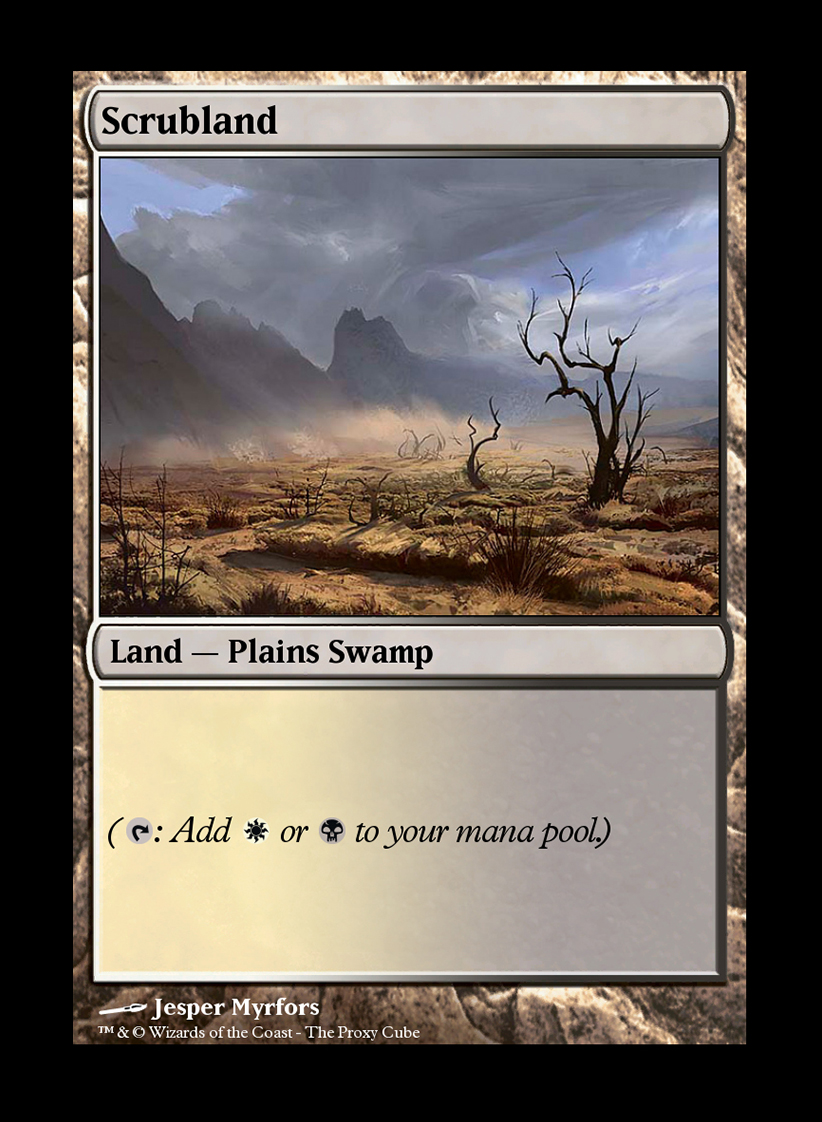 Scrubland
Land — Plains Swamp
( : Add or to your mana pool.)
Jesper Myrfors
™ & © Wizards of the Coast - The Proxy Cube